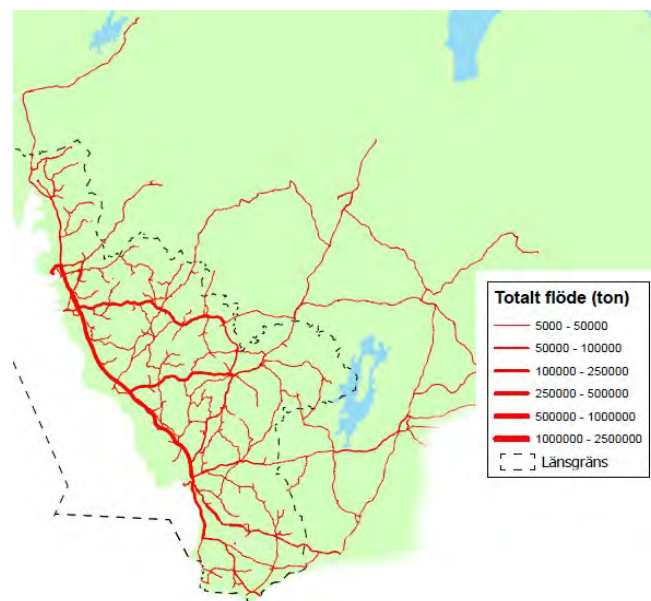 Totalt flöde (ton)
5000 - 50000
50000 - 100000
100000 - 250000
250000 - 500000
500000 - 1000000
1000000 - 2500000
Länsgräns